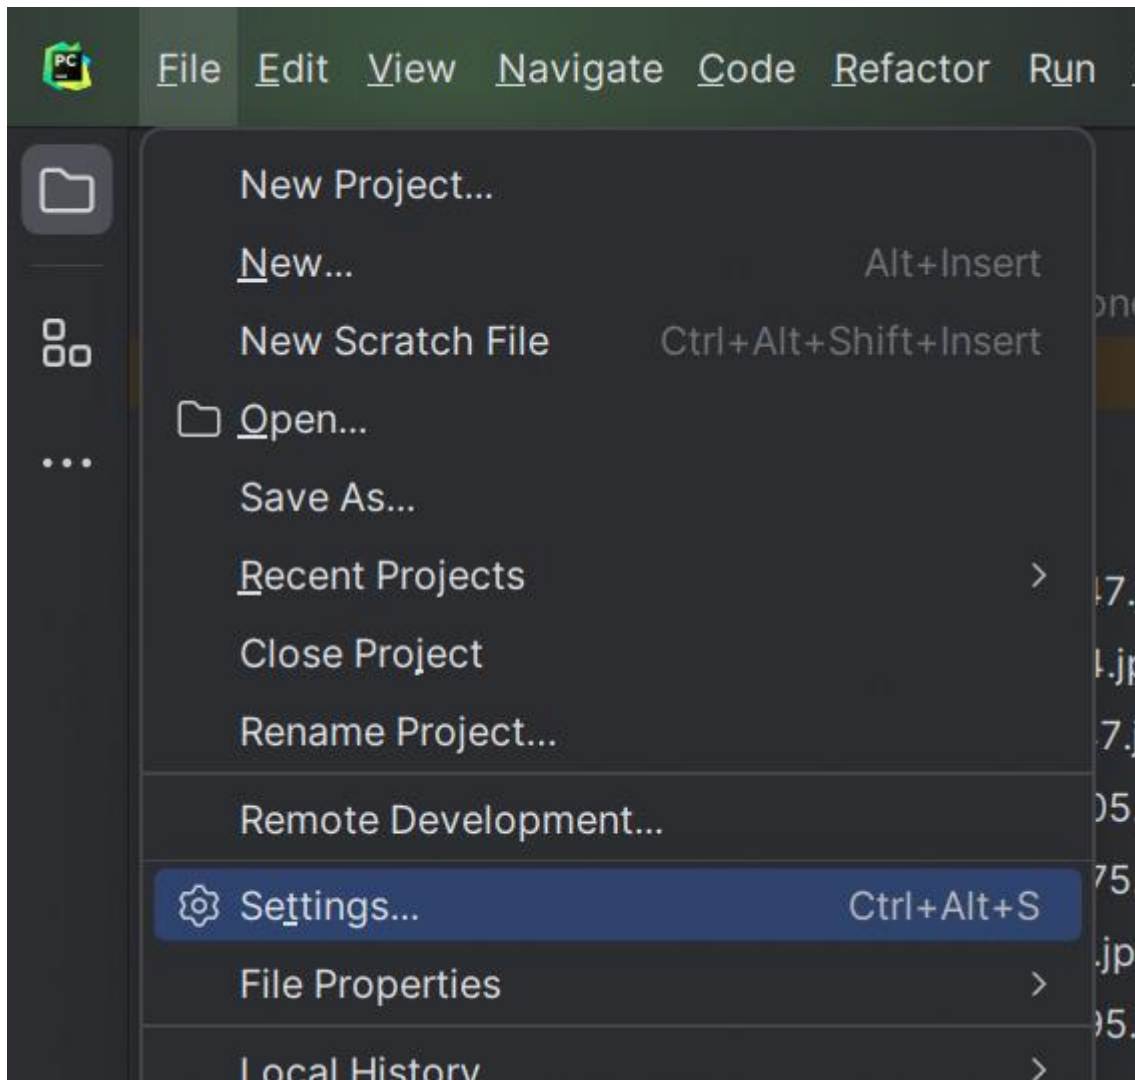 PC
File Edit View Navigate Code Refactor Run
New Project...
New... Alt+Insert
New Scratch File Ctrl+Alt+Shift+Insert
Open...
Save As...
Recent Projects
Close Project
Rename Project...
Remote Development...
Settings... Ctrl+Alt+S
File Properties
Local History